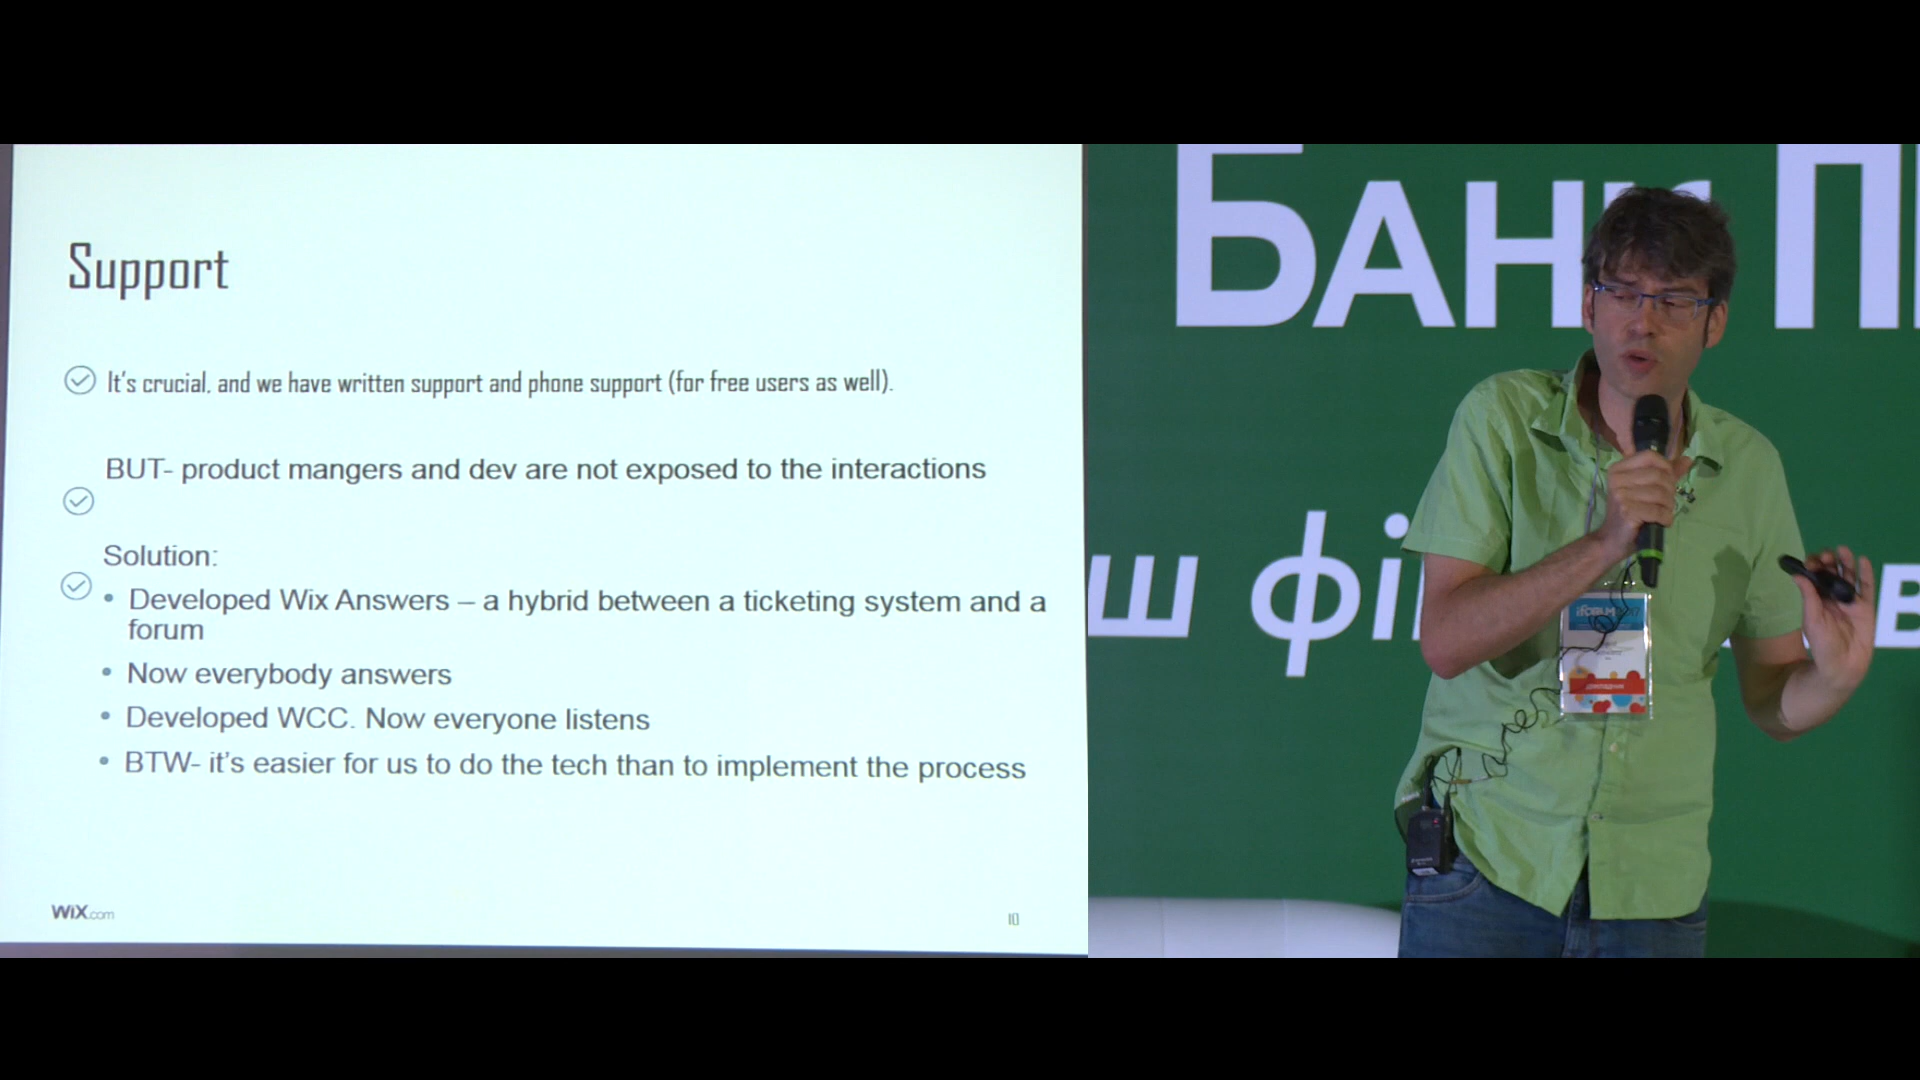 Support
It's crucial, and we have written support and phone support (for free users as well).
BUT- product mangers and dev are not exposed to the interactions
Solution:
• Developed Wix Answers – a hybrid between a ticketing system and a
forum
• Now everybody answers
• Developed WCC. Now everyone listens
• BTW- it's easier for us to do the tech than to implement the process
WiX.com
10
Бан П
ш фі в
iFORUM